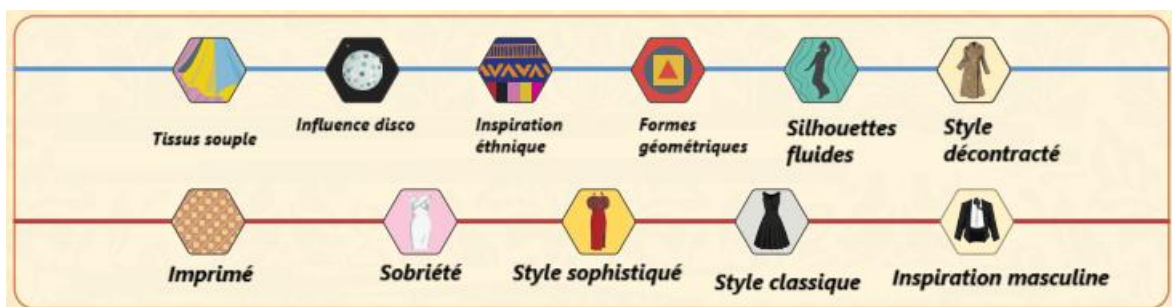 Tissus souple
Influence disco
Inspiration
éthnique
Formes
géométriques
Silhouettes
fluides
Style
décontracté
Imprimé
Sobriété
Style sophistiqué
Style classique
Inspiration masculine